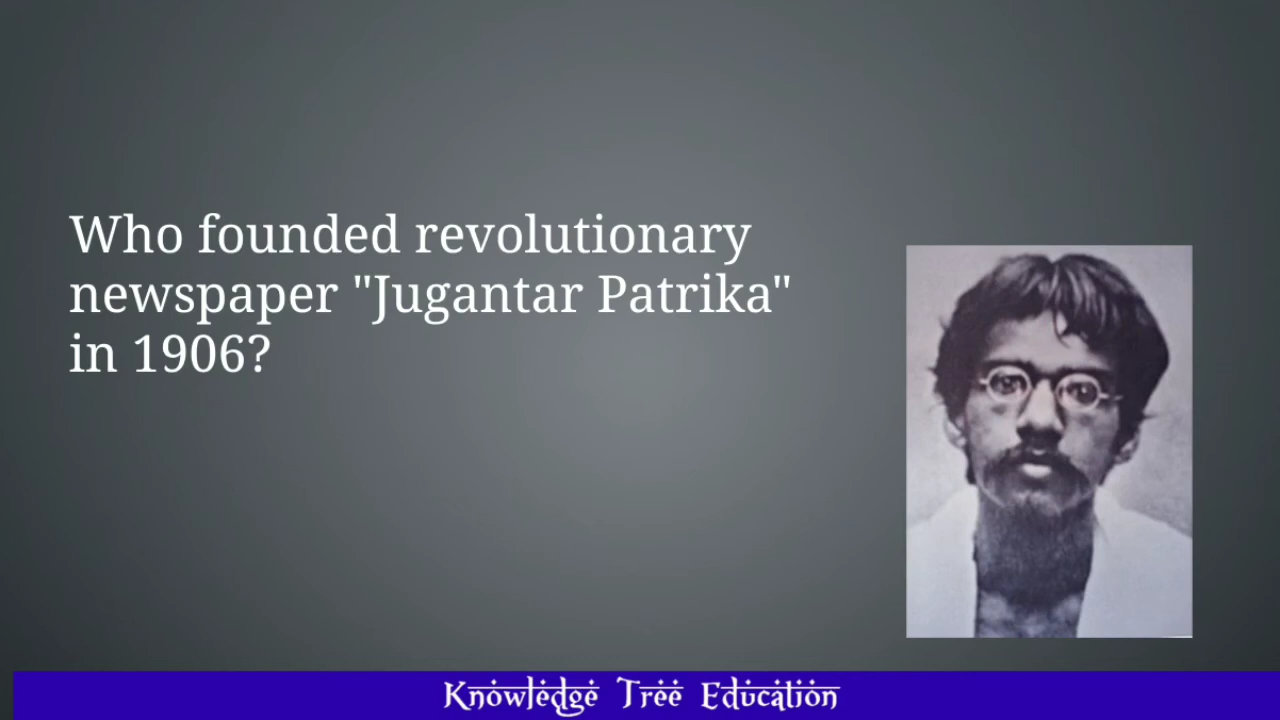 Who founded revolutionary
newspaper "Jugantar Patrika"
in 1906?
Knowledge Tree Education